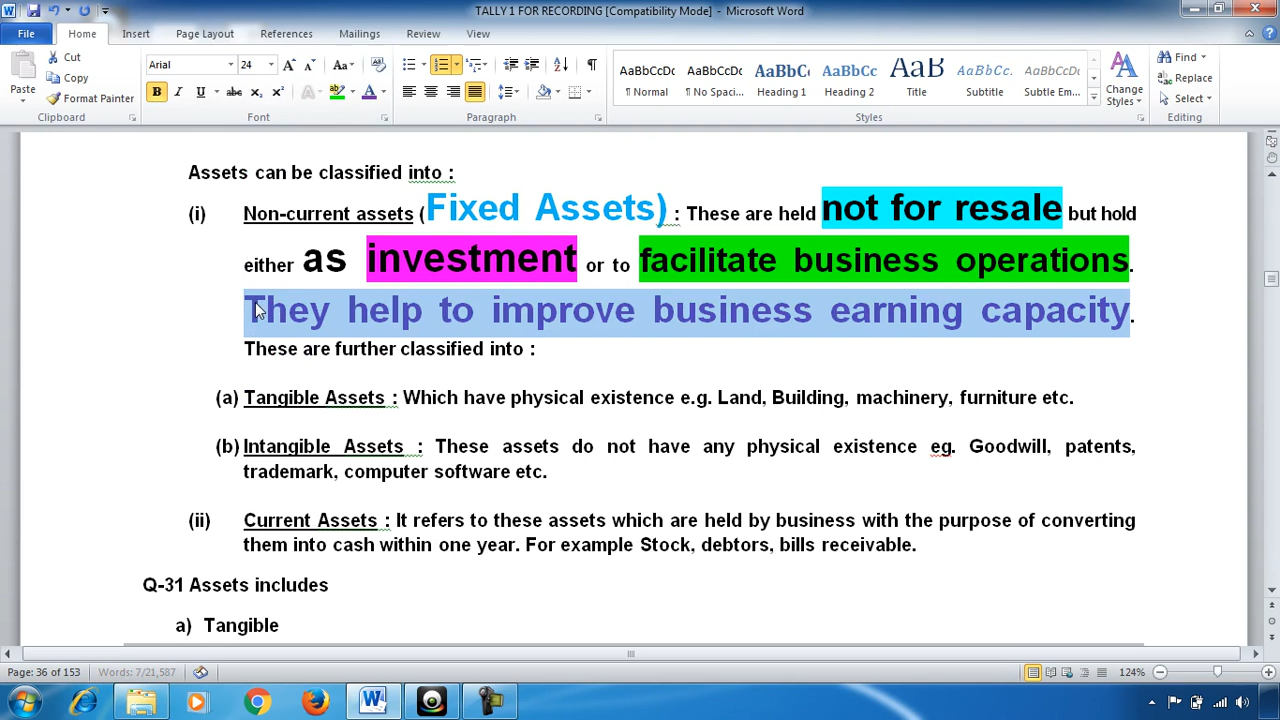 TALLY 1 FOR RECORDING [Compatibility Mode] - Microsoft Word
File Home Insert Page Layout References Mailings Review View
Paste
Cut
Copy
Format Painter
Clipboard
Arial 24
Font
Paragraph
AaBbCcDc AaBbCcDc AaBbCc AaBbCc AaB AaBbCc. AaBbCcDc
¶ Normal ¶ No Spaci... Heading 1 Heading 2 Title Subtitle Subtle Em...
Change Styles
Styles
Find
Replace
Select
Editing
Assets can be classified into :
(i) Non-current assets (Fixed Assets) : These are held not for resale but hold
either as investment or to facilitate business operations.
They help to improve business earning capacity.
These are further classified into :
(a) Tangible Assets : Which have physical existence e.g. Land, Building, machinery, furniture etc.
(b) Intangible Assets : These assets do not have any physical existence eg. Goodwill, patents,
trademark, computer software etc.
(ii) Current Assets : It refers to these assets which are held by business with the purpose of converting
them into cash within one year. For example Stock, debtors, bills receivable.
Q-31 Assets includes
a) Tangible
Page: 36 of 153 Words: 7/21,587 124%